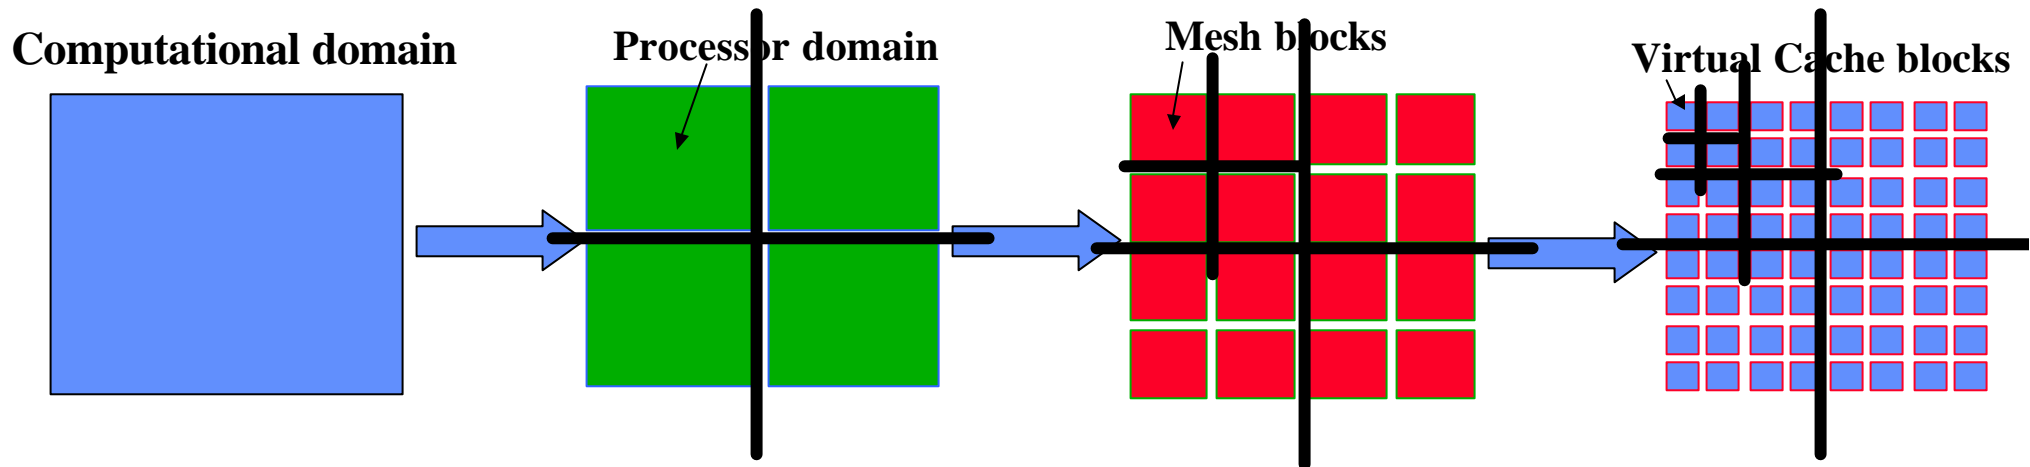 Computational domain
Processor domain
Mesh blocks
Virtual Cache blocks